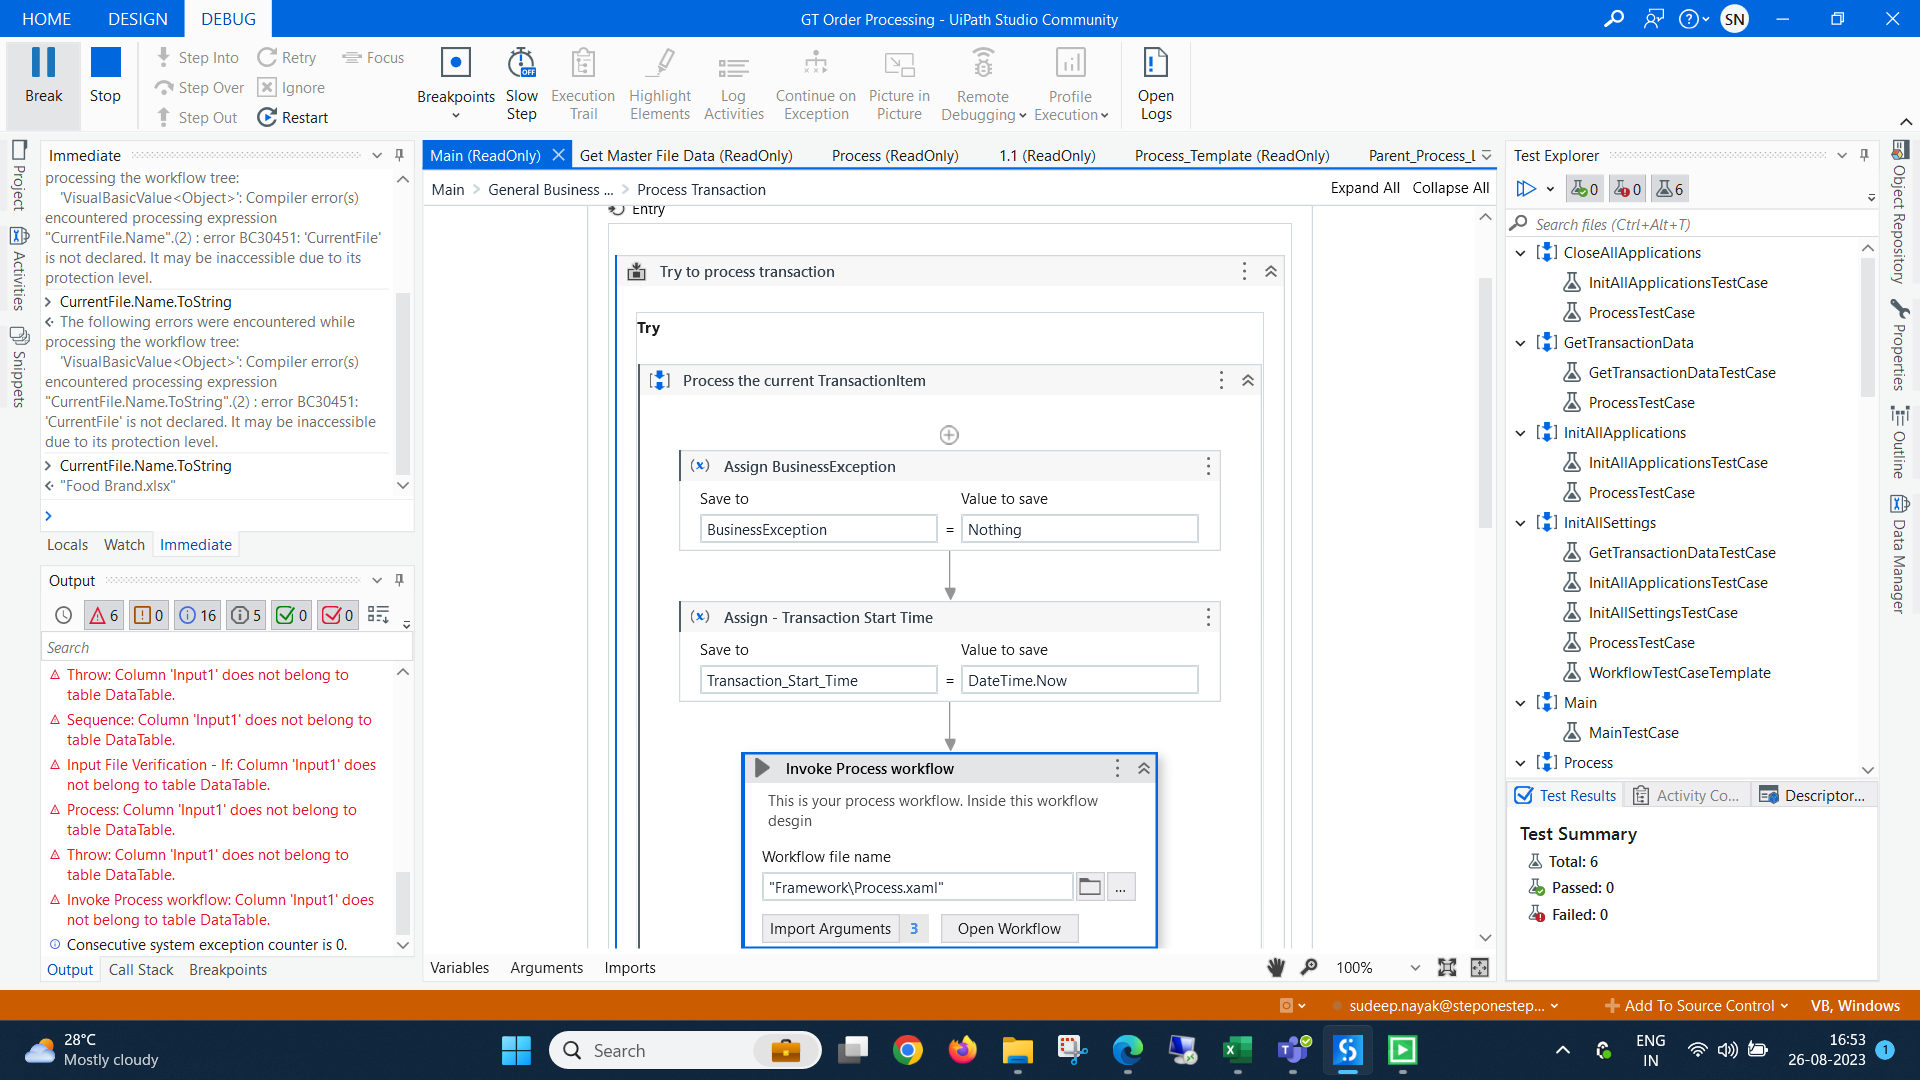 HOME
DESIGN
DEBUG
GT Order Processing - UiPath Studio Community
SN
Break
Stop
Step Into
Step Over
Step Out
Retry
Ignore
Restart
Focus
Breakpoints
Slow
Step
OFF
Execution
Trail
Highlight
Elements
Log
Activities
Continue on
Exception
Picture in
Picture
Remote
Debugging
Profile
Execution
Open
Logs
Project
Activities
Snippets
Immediate
processing the workflow tree:
'VisualBasicValue<Object>': Compiler error(s)
encountered processing expression
"CurrentFile.Name".(2) : error BC30451: 'CurrentFile'
is not declared. It may be inaccessible due to its
protection level.
> CurrentFile.Name.ToString
The following errors were encountered while
processing the workflow tree:
'VisualBasicValue<Object>': Compiler error(s)
encountered processing expression
"CurrentFile.Name.ToString".(2) : error BC30451:
'CurrentFile' is not declared. It may be inaccessible
due to its protection level.
> CurrentFile.Name.ToString
"Food Brand.xlsx"
>
Locals
Watch
Immediate
Output
6
0
16
5
0
0
Search
Throw: Column 'Input1' does not belong to
table DataTable.
Sequence: Column 'Input1' does not belong to
table DataTable.
Input File Verification - If: Column 'Input1' does
not belong to table DataTable.
Process: Column 'Input1' does not belong to
table DataTable.
Throw: Column 'Input1' does not belong to
table DataTable.
Invoke Process workflow: Column 'Input1' does
not belong to table DataTable.
Consecutive system exception counter is 0.
Output
Call Stack
Breakpoints
Main (ReadOnly)
Get Master File Data (ReadOnly)
Process (ReadOnly)
1.1 (ReadOnly)
Process_Template (ReadOnly)
Parent_Process_L
Main > General Business ... > Process Transaction
Expand All
Collapse All
Entry
Try to process transaction
Try
Process the current TransactionItem
(x) Assign BusinessException
Save to
Value to save
BusinessException
=
Nothing
(x) Assign - Transaction Start Time
Save to
Value to save
Transaction_Start_Time
=
DateTime.Now
Invoke Process workflow
This is your process workflow. Inside this workflow
desgin
Workflow file name
"Framework\Process.xaml"
...
Import Arguments
3
Open Workflow
Variables
Arguments
Imports
100%
Test Explorer
0
0
6
Search files (Ctrl+Alt+T)
CloseAllApplications
InitAllApplicationsTestCase
ProcessTestCase
GetTransactionData
GetTransactionDataTestCase
ProcessTestCase
InitAllApplications
InitAllApplicationsTestCase
ProcessTestCase
InitAllSettings
GetTransactionDataTestCase
InitAllApplicationsTestCase
InitAllSettingsTestCase
ProcessTestCase
WorkflowTestCaseTemplate
Main
MainTestCase
Process
Test Results
Activity Co...
Descriptor...
Test Summary
Total: 6
Passed: 0
Failed: 0
Object Repository
Properties
Outline
Data Manager
sudeep.nayak@steponestep...
Add To Source Control
VB, Windows
28°C
Mostly cloudy
Search
ENG
IN
16:53
26-08-2023
1